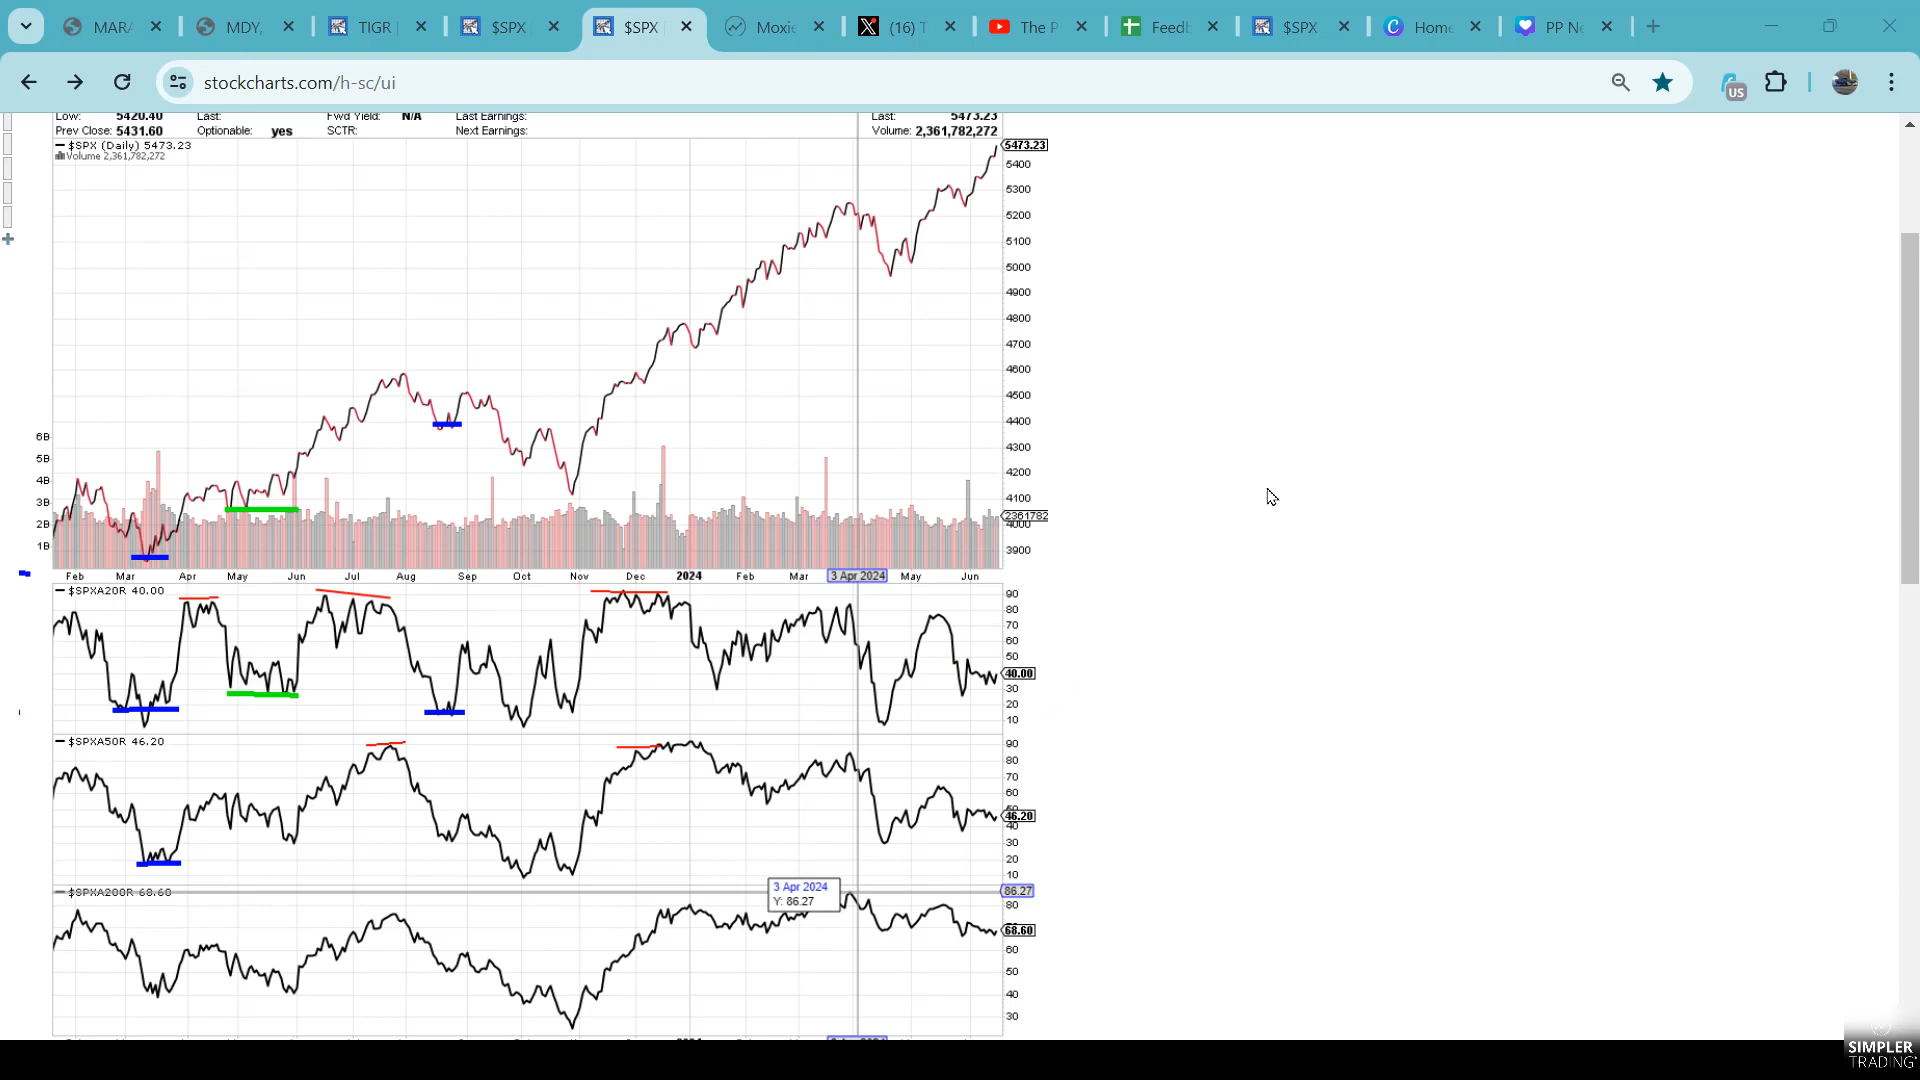 MARA
MDY,
TIGR
$SPX
$SPX
Moxie
(16) T
The P
Feedb
$SPX
Home
PP Ne
stockcharts.com/h-sc/ui
US
Low: 5420.40 Last: Fwd Yield: N/A Last Earnings: Last: 5473.23
Prev Close: 5431.60 Optionable: yes SCTR: Next Earnings: Volume: 2,361,782,272
$SPX (Daily) 5473.23
Volume 2,361,782,272
5473.23
5400
5300
5200
5100
5000
4900
4800
4700
4600
4500
4400
4300
4200
4100
2361782
4000
3900
6B
5B
4B
3B
2B
1B
Feb Mar Apr May Jun Jul Aug Sep Oct Nov Dec 2024 Feb Mar 3 Apr 2024 May Jun
$SPXA20R 40.00
90
80
70
60
50
40.00
30
20
10
$SPXA50R 46.20
90
80
70
60
50
46.20
40
30
20
10
$SPXA200R 68.60
3 Apr 2024
Y: 86.27
86.27
80
68.60
60
50
40
30
SIMPLER
TRADING